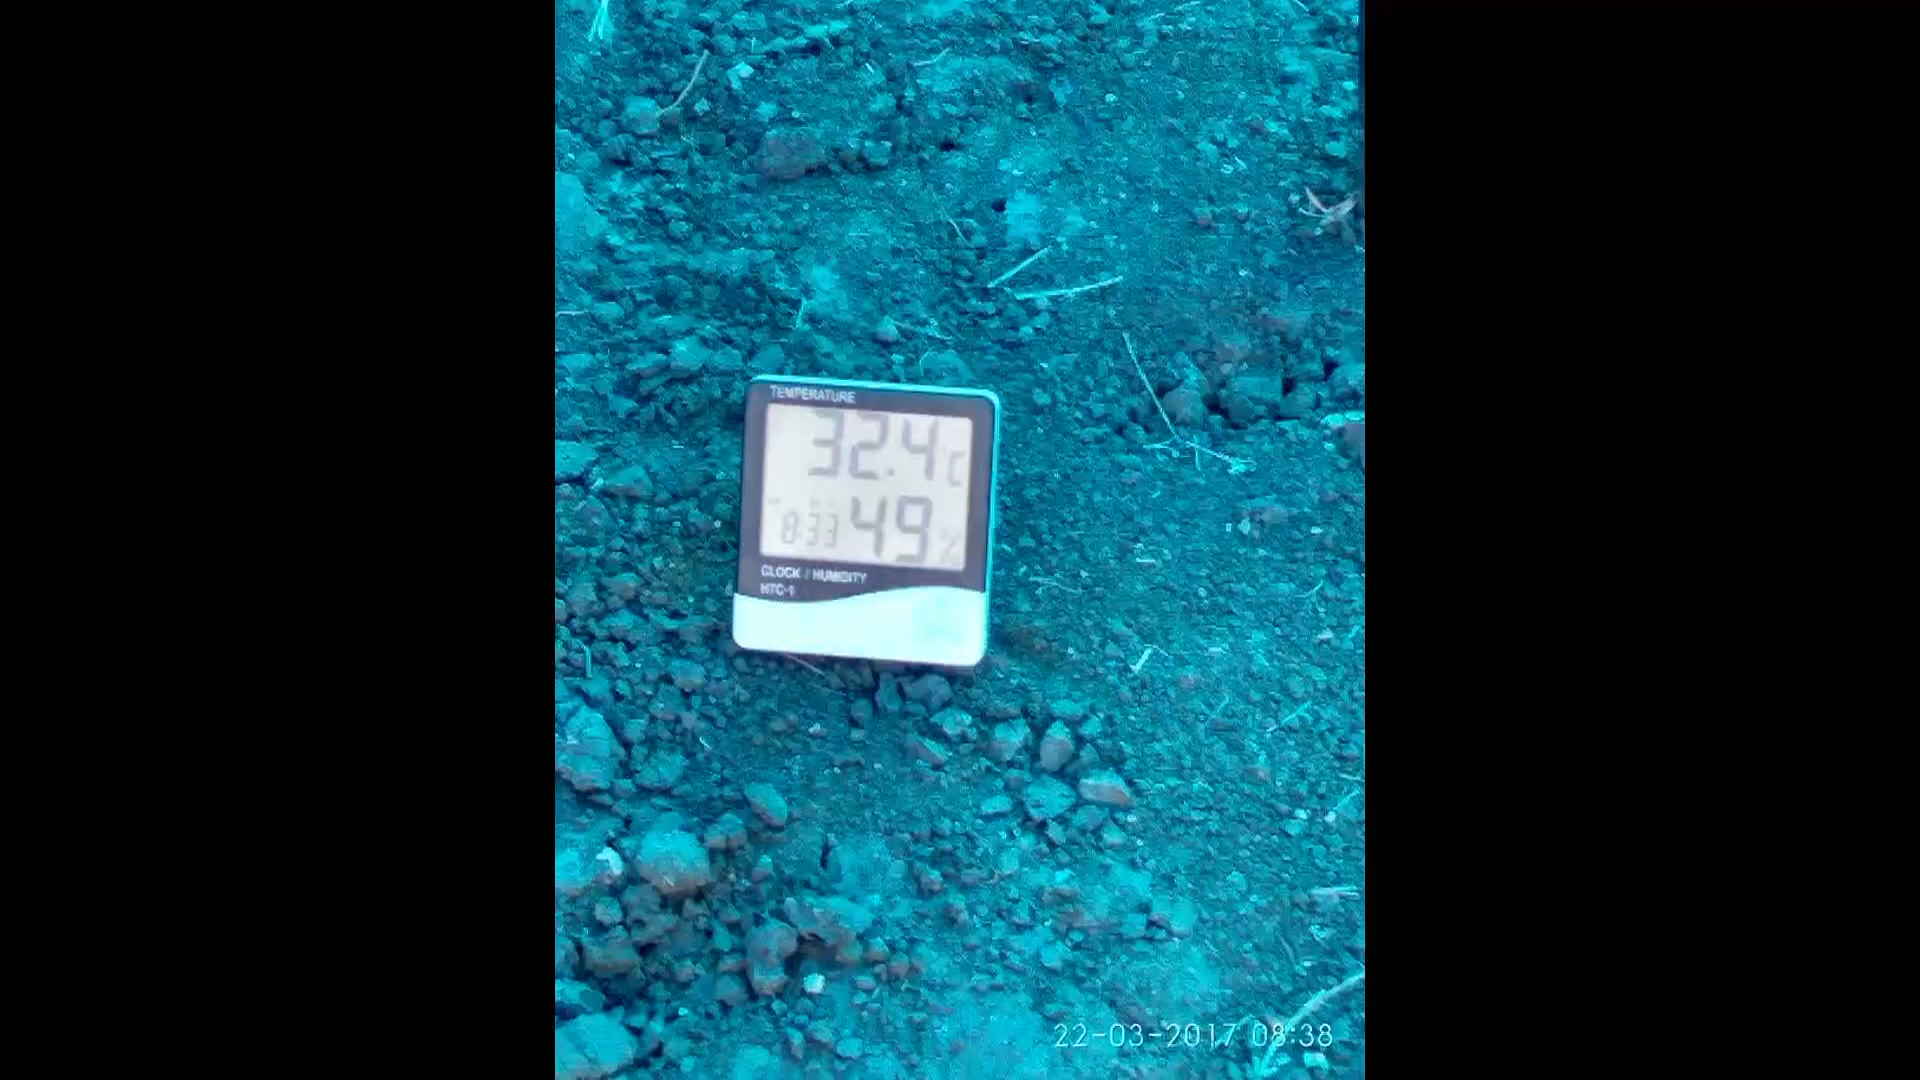 TEMPERATURE
32.4 C
8:33 49 %
CLOCK / HUMIDITY
HTC-1
22-03-2017 08:38